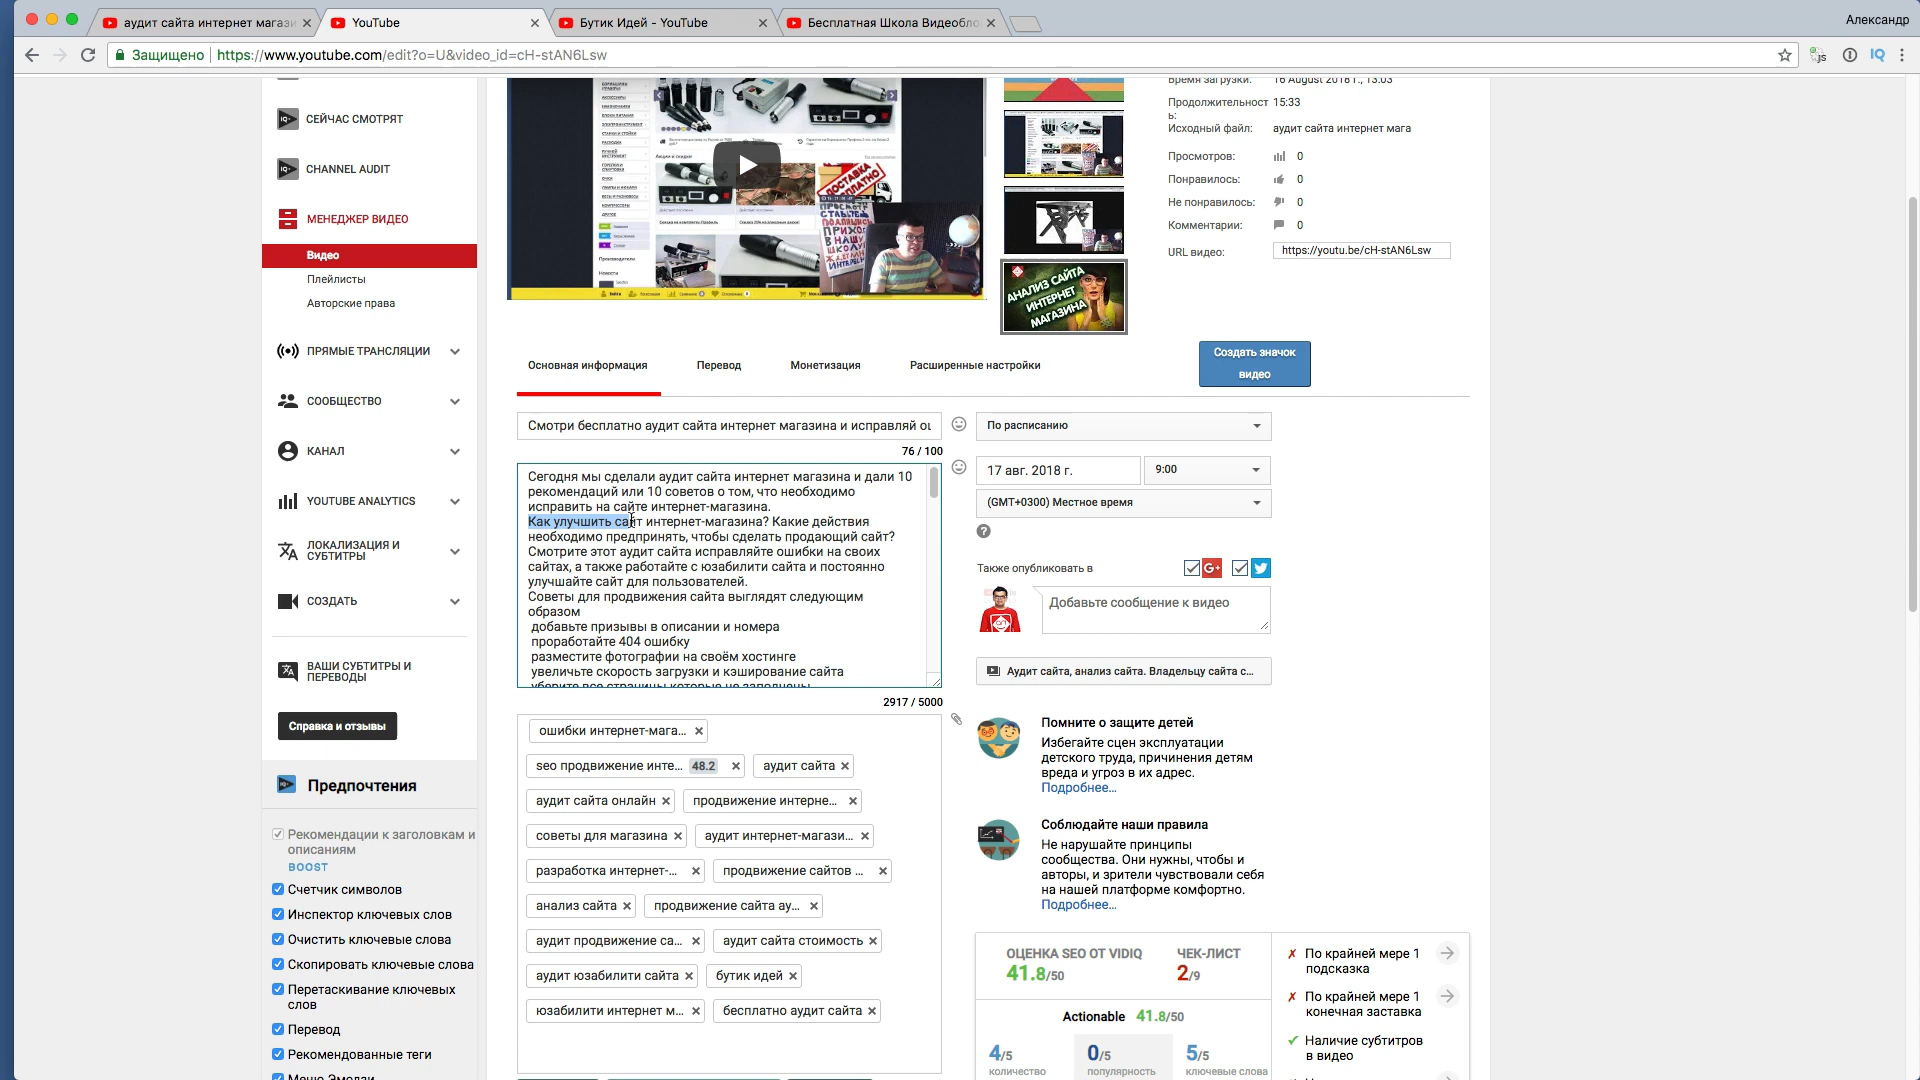 аудит сайта интернет магази
YouTube
Бутик Идей - YouTube
Бесплатная Школа Видеобло
Александр
Защищено
https://www.youtube.com/edit?o=U&video_id=cH-stAN6Lsw
СЕЙЧАС СМОТРЯТ
CHANNEL AUDIT
МЕНЕДЖЕР ВИДЕО
Видео
Плейлисты
Авторские права
ПРЯМЫЕ ТРАНСЛЯЦИИ
СООБЩЕСТВО
КАНАЛ
YOUTUBE ANALYTICS
ЛОКАЛИЗАЦИЯ И
СУБТИТРЫ
СОЗДАТЬ
ВАШИ СУБТИТРЫ И
ПЕРЕВОДЫ
Справка и отзывы
Предпочтения
Рекомендации к заголовкам и
описаниям
BOOST
Счетчик символов
Инспектор ключевых слов
Очистить ключевые слова
Скопировать ключевые слова
Перетаскивание ключевых
слов
Перевод
Рекомендованные теги
Меню Эмодзи
АНАЛИЗ САЙТА
ИНТЕРНЕТ
МАГАЗИНА
Время загрузки: 16 August 2018 г., 13:03
Продолжительност 15:33
ь:
Исходный файл: аудит сайта интернет мага
Просмотров: 0
Понравилось: 0
Не понравилось: 0
Комментарии: 0
URL видео: https://youtu.be/cH-stAN6Lsw
Основная информация
Перевод
Монетизация
Расширенные настройки
Создать значок
видео
Смотри бесплатно аудит сайта интернет магазина и исправляй о
76 / 100
Сегодня мы сделали аудит сайта интернет магазина и дали 10
рекомендаций или 10 советов о том, что необходимо
исправить на сайте интернет-магазина.
Как улучшить сайт интернет-магазина? Какие действия
необходимо предпринять, чтобы сделать продающий сайт?
Смотрите этот аудит сайта исправляйте ошибки на своих
сайтах, а также работайте с юзабилити сайта и постоянно
улучшайте сайт для пользователей.
Советы для продвижения сайта выглядят следующим
образом
добавьте призывы в описании и номера
проработайте 404 ошибку
разместите фотографии на своём хостинге
увеличьте скорость загрузки и кэширование сайта
уберите все страницы которые не заполнены
2917 / 5000
ошибки интернет-мага...
seo продвижение инте... 48.2
аудит сайта
аудит сайта онлайн
продвижение интерне...
советы для магазина
аудит интернет-магази...
разработка интернет-...
продвижение сайтов ...
анализ сайта
продвижение сайта ау...
аудит продвижение са...
аудит сайта стоимость
аудит юзабилити сайта
бутик идей
юзабилити интернет м...
бесплатно аудит сайта
По расписанию
17 авг. 2018 г.
9:00
(GMT+0300) Местное время
Также опубликовать в
G+
Добавьте сообщение к видео
Аудит сайта, анализ сайта. Владельцу сайта с...
Помните о защите детей
Избегайте сцен эксплуатации
детского труда, причинения детям
вреда и угроз в их адрес.
Подробнее...
Соблюдайте наши правила
Не нарушайте принципы
сообщества. Они нужны, чтобы и
авторы, и зрители чувствовали себя
на нашей платформе комфортно.
Подробнее...
ОЦЕНКА SEO ОТ VIDIQ
41.8/50
ЧЕК-ЛИСТ
2/9
Actionable 41.8/50
4/5
количество
0/5
популярность
5/5
ключевые слова
По крайней мере 1
подсказка
По крайней мере 1
конечная заставка
Наличие субтитров
в видео